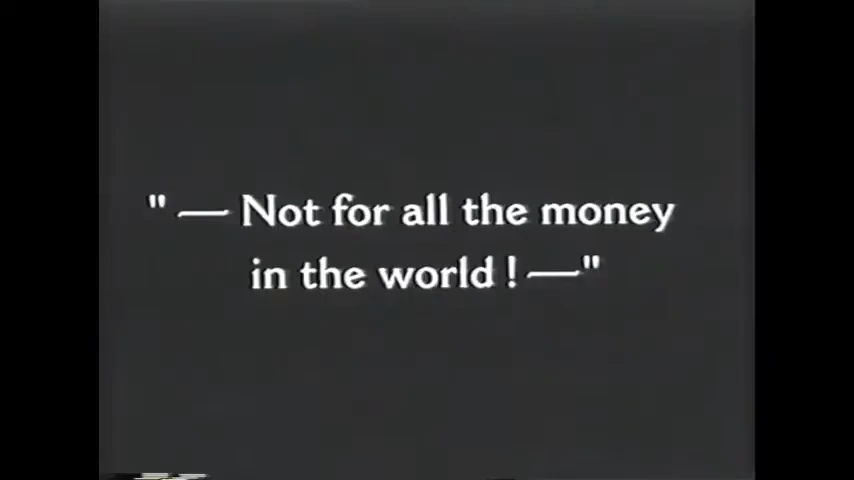 " — Not for all the money
in the world ! —"